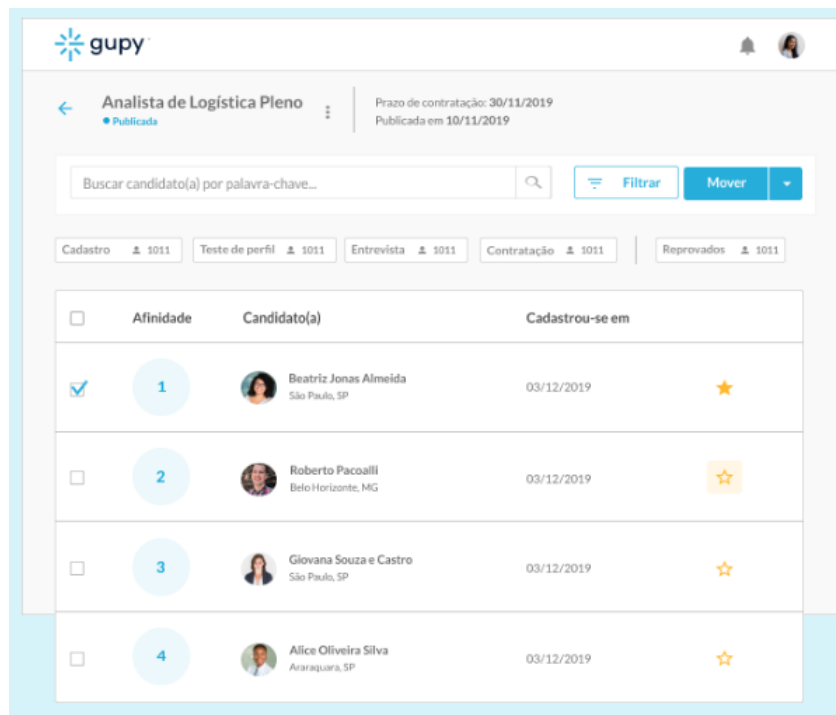 gupy
Analista de Logística Pleno
Publicada
Prazo de contratação: 30/11/2019
Publicada em 10/11/2019
Buscar candidato(a) por palavra-chave...
Filtrar
Mover
Cadastro 1011
Teste de perfil 1011
Entrevista 1011
Contratação 1011
Reprovados 1011
Afinidade Candidato(a) Cadastrou-se em
1 Beatriz Jonas Almeida 03/12/2019
São Paulo, SP
2 Roberto Pacoalli 03/12/2019
Belo Horizonte, MG
3 Giovana Souza e Castro 03/12/2019
São Paulo, SP
4 Alice Oliveira Silva 03/12/2019
Araraquara, SP